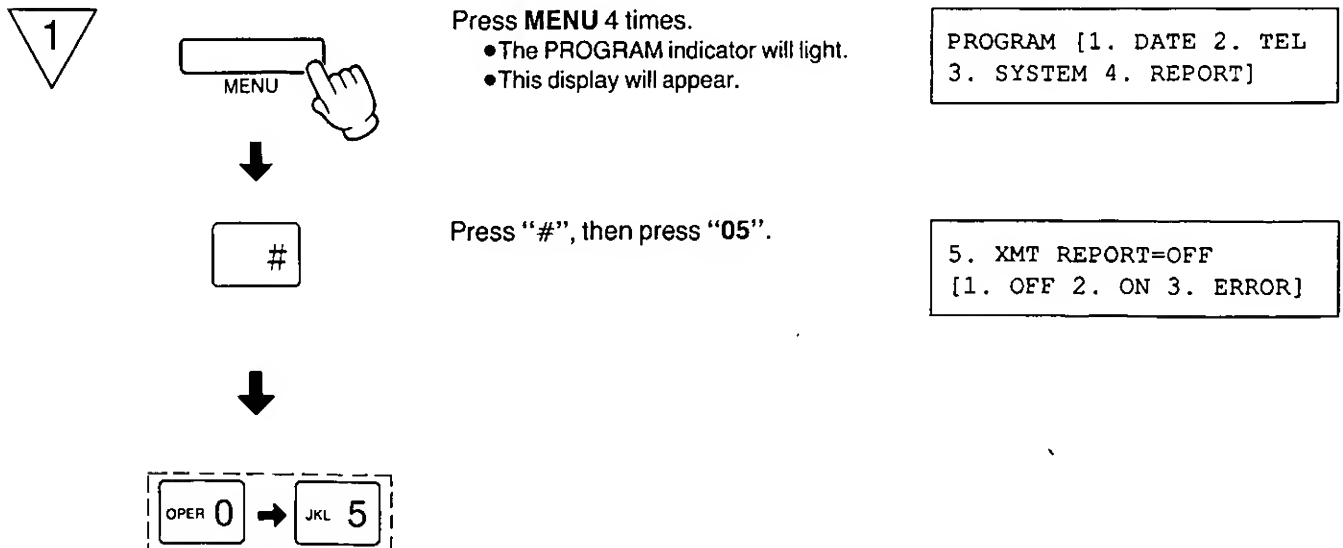 1
MENU
Press MENU 4 times.
●The PROGRAM indicator will light.
●This display will appear.
PROGRAM [1. DATE 2. TEL
3. SYSTEM 4. REPORT]
#
Press “#”, then press “05”.
5. XMT REPORT=OFF
[1. OFF 2. ON 3. ERROR]
OPER 0 ➡ JKL 5